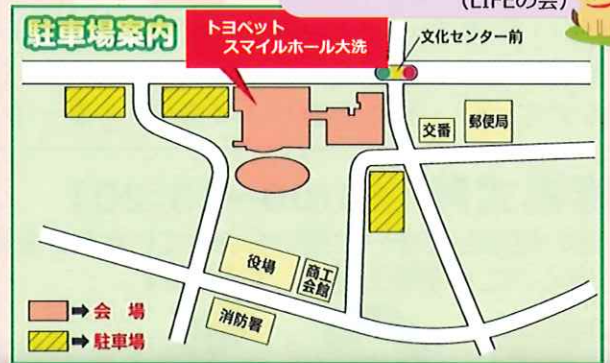 (LIFEの会)
駐車場案内
トヨペット
スマイルホール大洗
文化センター前
交番
郵便局
役場
商工
会館
消防署
➡会 場
➡駐車場